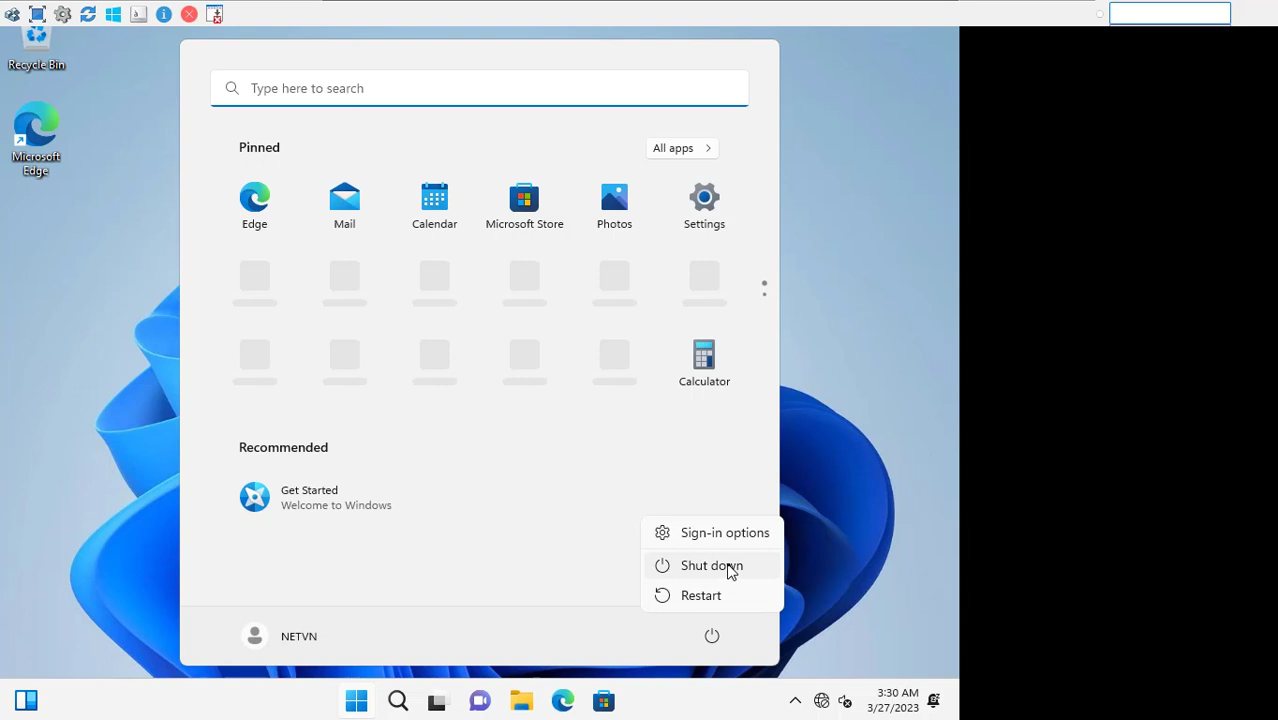 Recycle Bin
Microsoft
Edge
Type here to search
Pinned
All apps
Edge
Mail
Calendar
Microsoft Store
Photos
Settings
Calculator
Recommended
Get Started
Welcome to Windows
Sign-in options
Shut down
Restart
NETVN
3:30 AM
3/27/2023